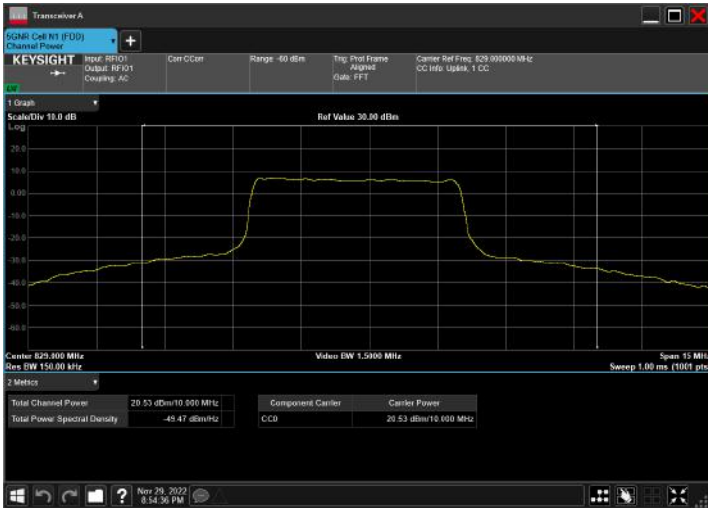 Transceiver A
5GNR Cell N1 (FDD)
Channel Power
KEYSIGHT
Input: RFIO1
Output: RFIO1
Coupling: AC
Corr CCorr
Range: -60 dBm
Trig: Prot Frame
Aligned
Gate: FFT
Carrier Ref Freq: 829.000000 MHz
CC Info: Uplink, 1 CC
1 Graph
Scale/Div 10.0 dB
Ref Value 30.00 dBm
Log
20.0
10.0
0.00
-10.0
-20.0
-30.0
-40.0
-50.0
-60.0
Center 829.000 MHz
Video BW 1.5000 MHz
Span 15 MHz
Res BW 150.00 kHz
Sweep 1.00 ms (1001 pts
2 Metrics
Total Channel Power 20.53 dBm/10.000 MHz
Total Power Spectral Density -49.47 dBm/Hz
Component Carrier Carrier Power
CC0 20.53 dBm/10.000 MHz
?
Nov 29, 2022
8:54:36 PM